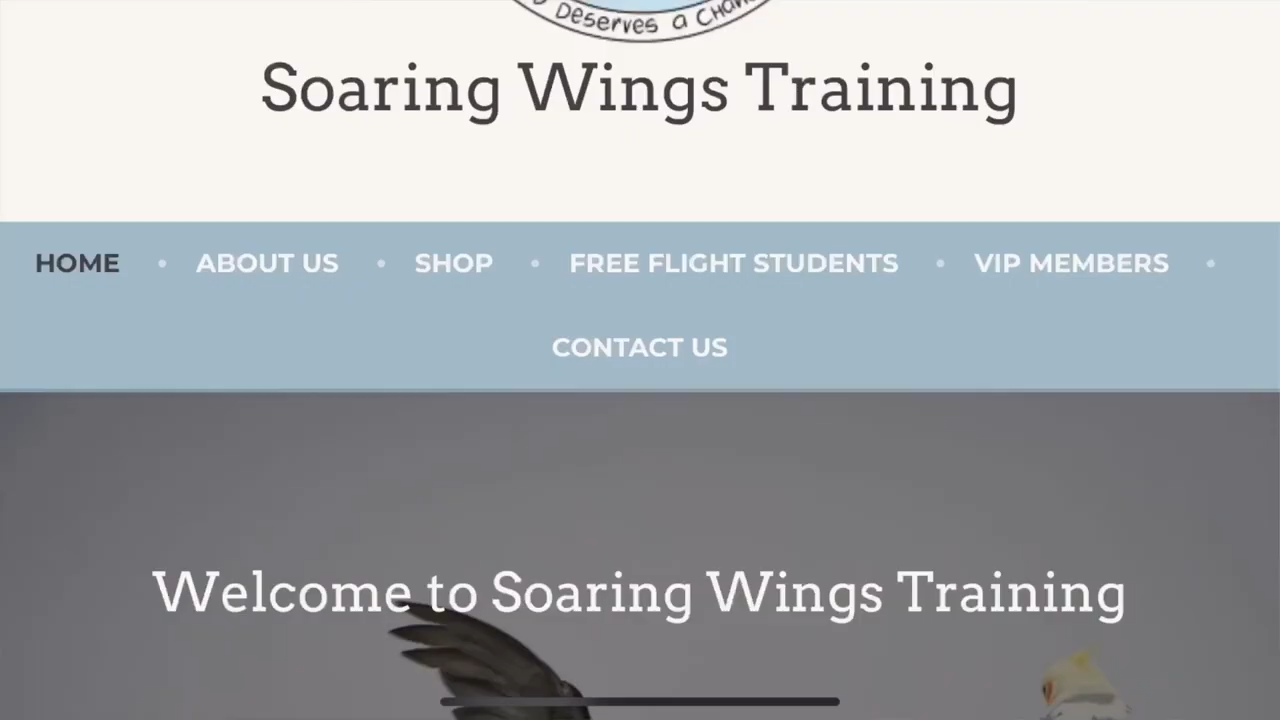 Deserves a
Soaring Wings Training
HOME • ABOUT US • SHOP • FREE FLIGHT STUDENTS • VIP MEMBERS •
CONTACT US
Welcome to Soaring Wings Training